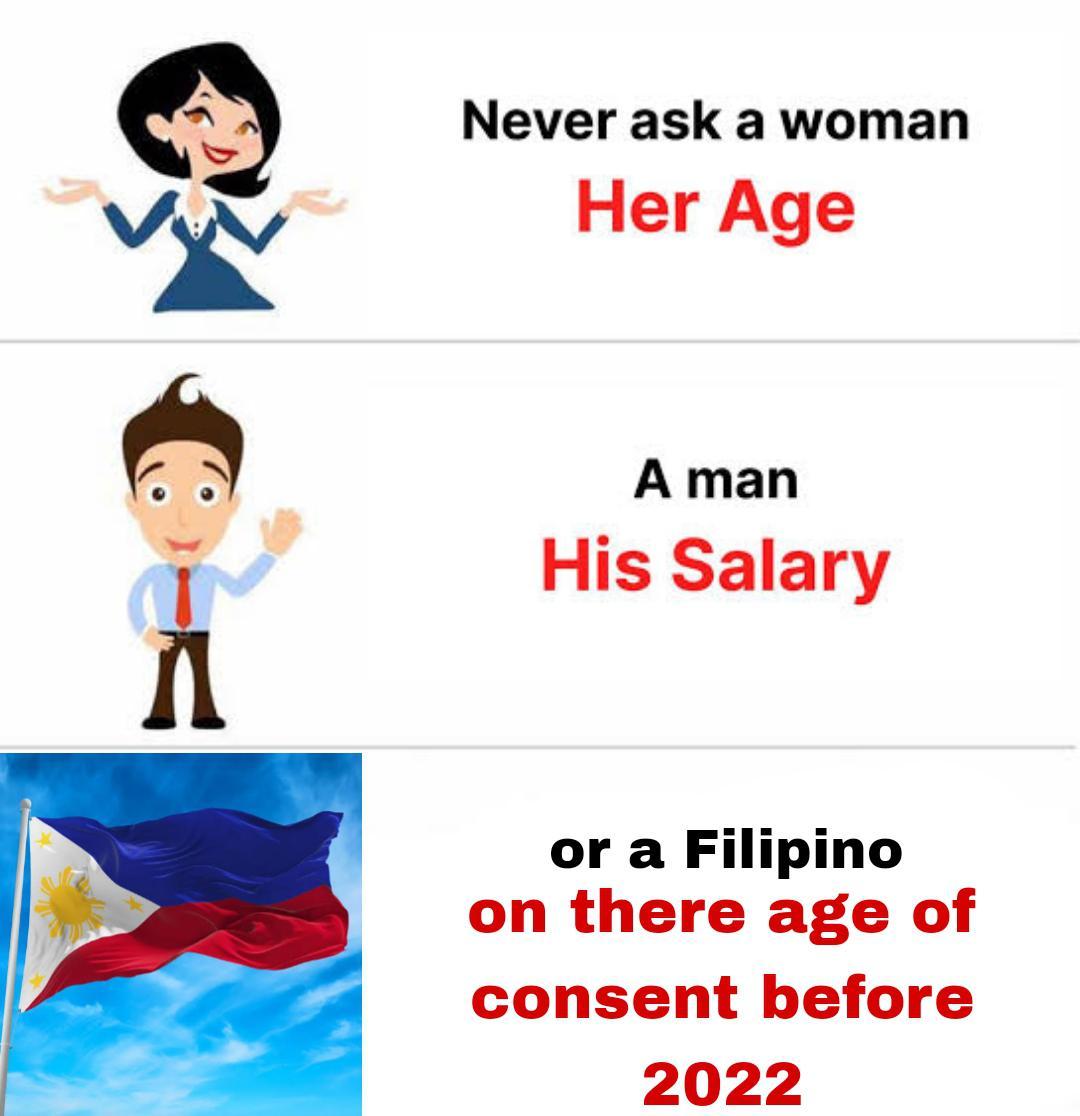 Never ask a woman
Her Age
A man
His Salary
or a Filipino
on there age of
consent before
2022